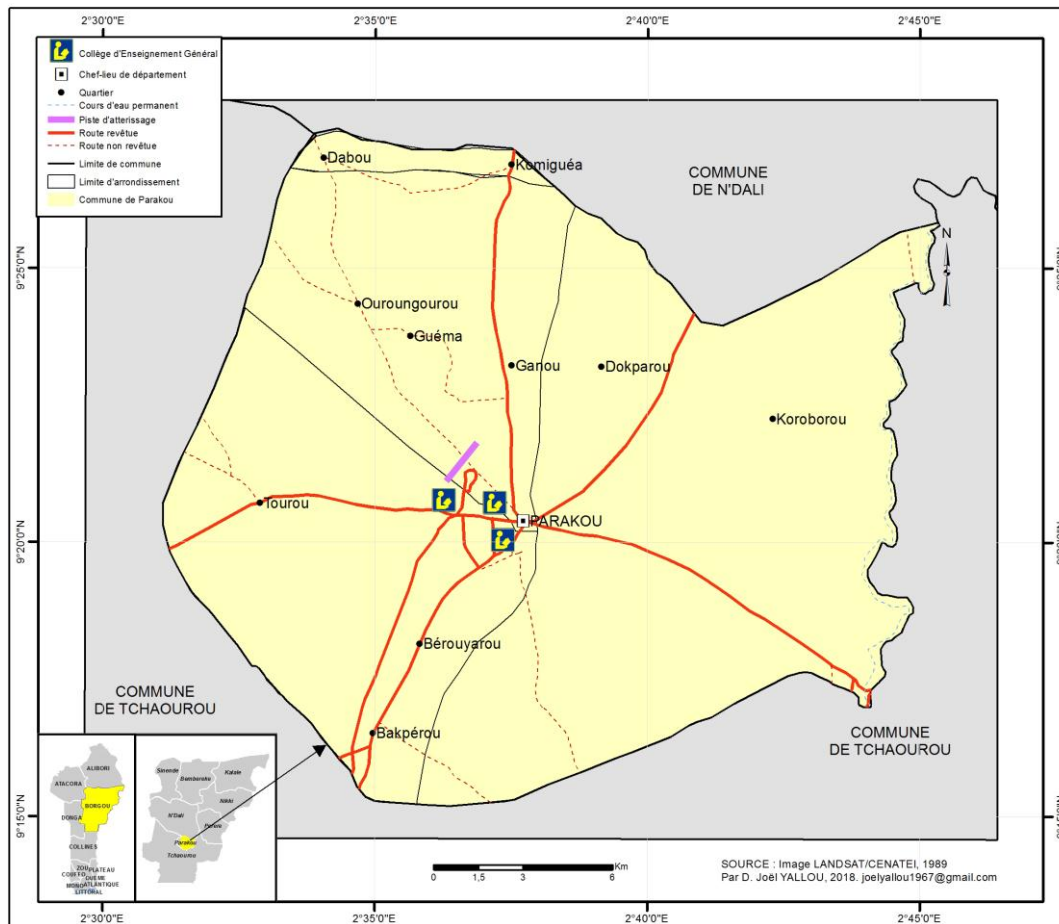 2°30'0"E
2°35'0"E
2°40'0"E
2°45'0"E
Collège d'Enseignement Général
Chef-lieu de département
Quartier
Cours d'eau permanent
Piste d'atterissage
Route revêtue
Route non revêtue
Limite de commune
Limite d'arrondissement
Commune de Parakou
Dabou
Komiguéa
COMMUNE
DE N'DALI
N
9°25'0"N
Ouroungourou
Guéma
Ganou
Dokparou
Koroborou
Tourou
PARAKOU
9°20'0"N
9°20'0"N
Bérouyarou
COMMUNE
DE TCHAOUROU
Bakpérou
COMMUNE
DE TCHAOUROU
ALIBORI
ATACORA
BORGOU
DONGA
COLLINES
ZOU
PLATEAU
COUFFO
OUEME
MONO
ATLANTIQUE
LITTORAL
Sinende
Bembereke
Kalale
Nikki
N'Dali
Perere
Parakou
Tchaourou
9°15'0"N
Km
0 1,5 3 6
SOURCE : Image LANDSAT/CENATEl, 1989
Par D. Joël YALLOU, 2018. joelyallou1967@gmail.com
2°30'0"E
2°35'0"E
2°40'0"E
2°45'0"E